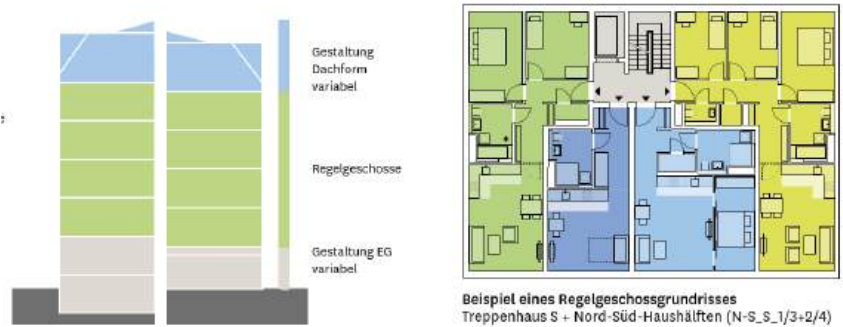 Gestaltung
Dachform
variabel
Regelgeschosse
Gestaltung EG
variabel
Beispiel eines Regelgeschossgrundrisses
Treppenhaus S + Nord-Süd-Haushälften (N-S_S_1/3+2/4)